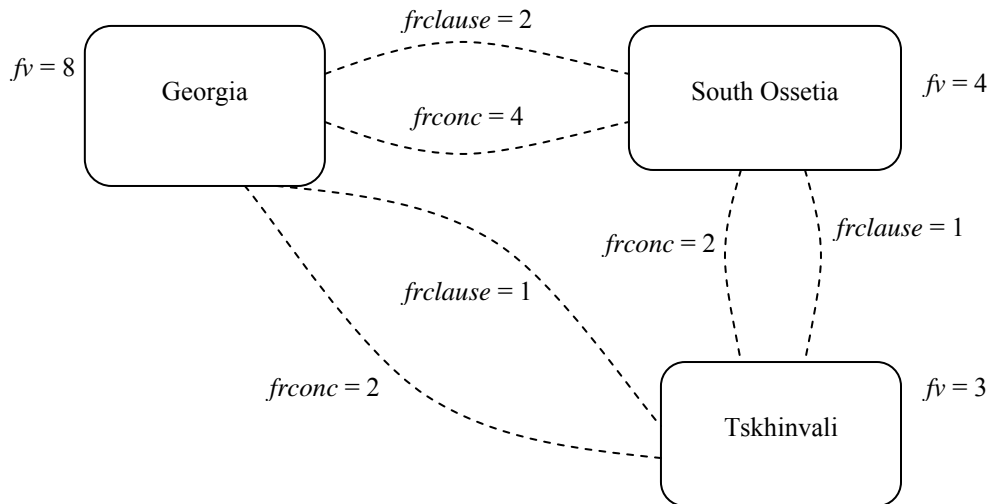 frclause = 2
fv = 8
Georgia
South Ossetia
fv = 4
frconc = 4
frconc = 2
frclause = 1
frclause = 1
frconc = 2
fv = 3
Tskhinvali